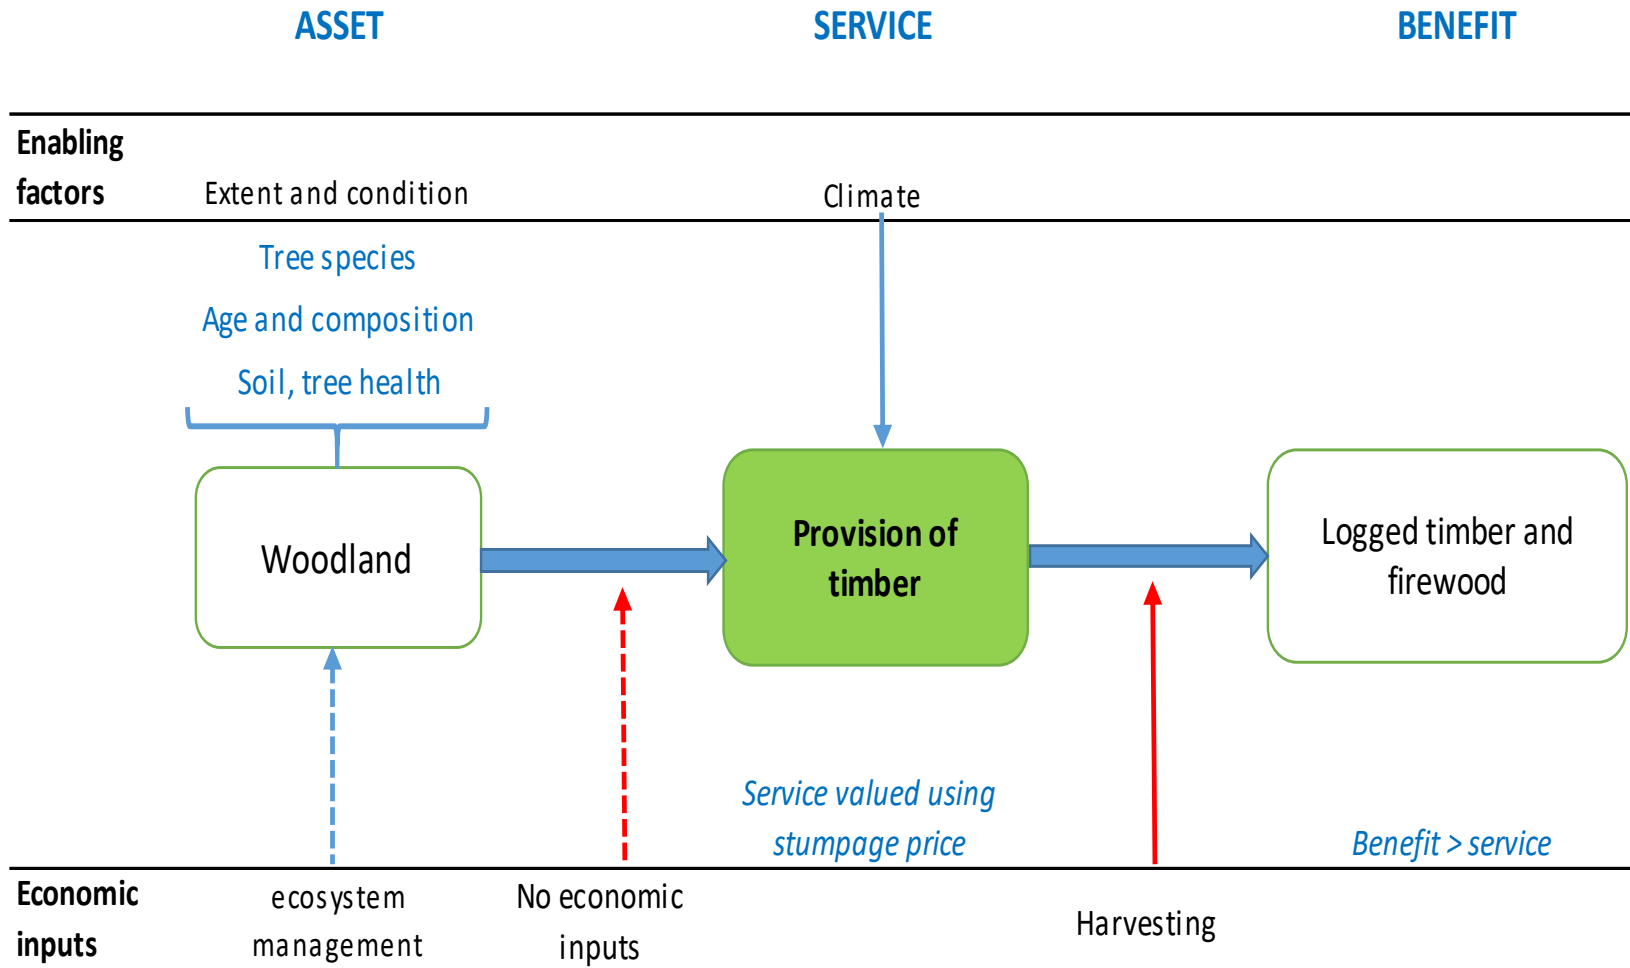 ASSET
SERVICE
BENEFIT
Enabling
factors
Extent and condition
Climate
Tree species
Age and composition
Soil, tree health
Woodland
Provision of
timber
Logged timber and
firewood
Service valued using
stumpage price
Benefit > service
Economic
inputs
ecosystem
management
No economic
inputs
Harvesting